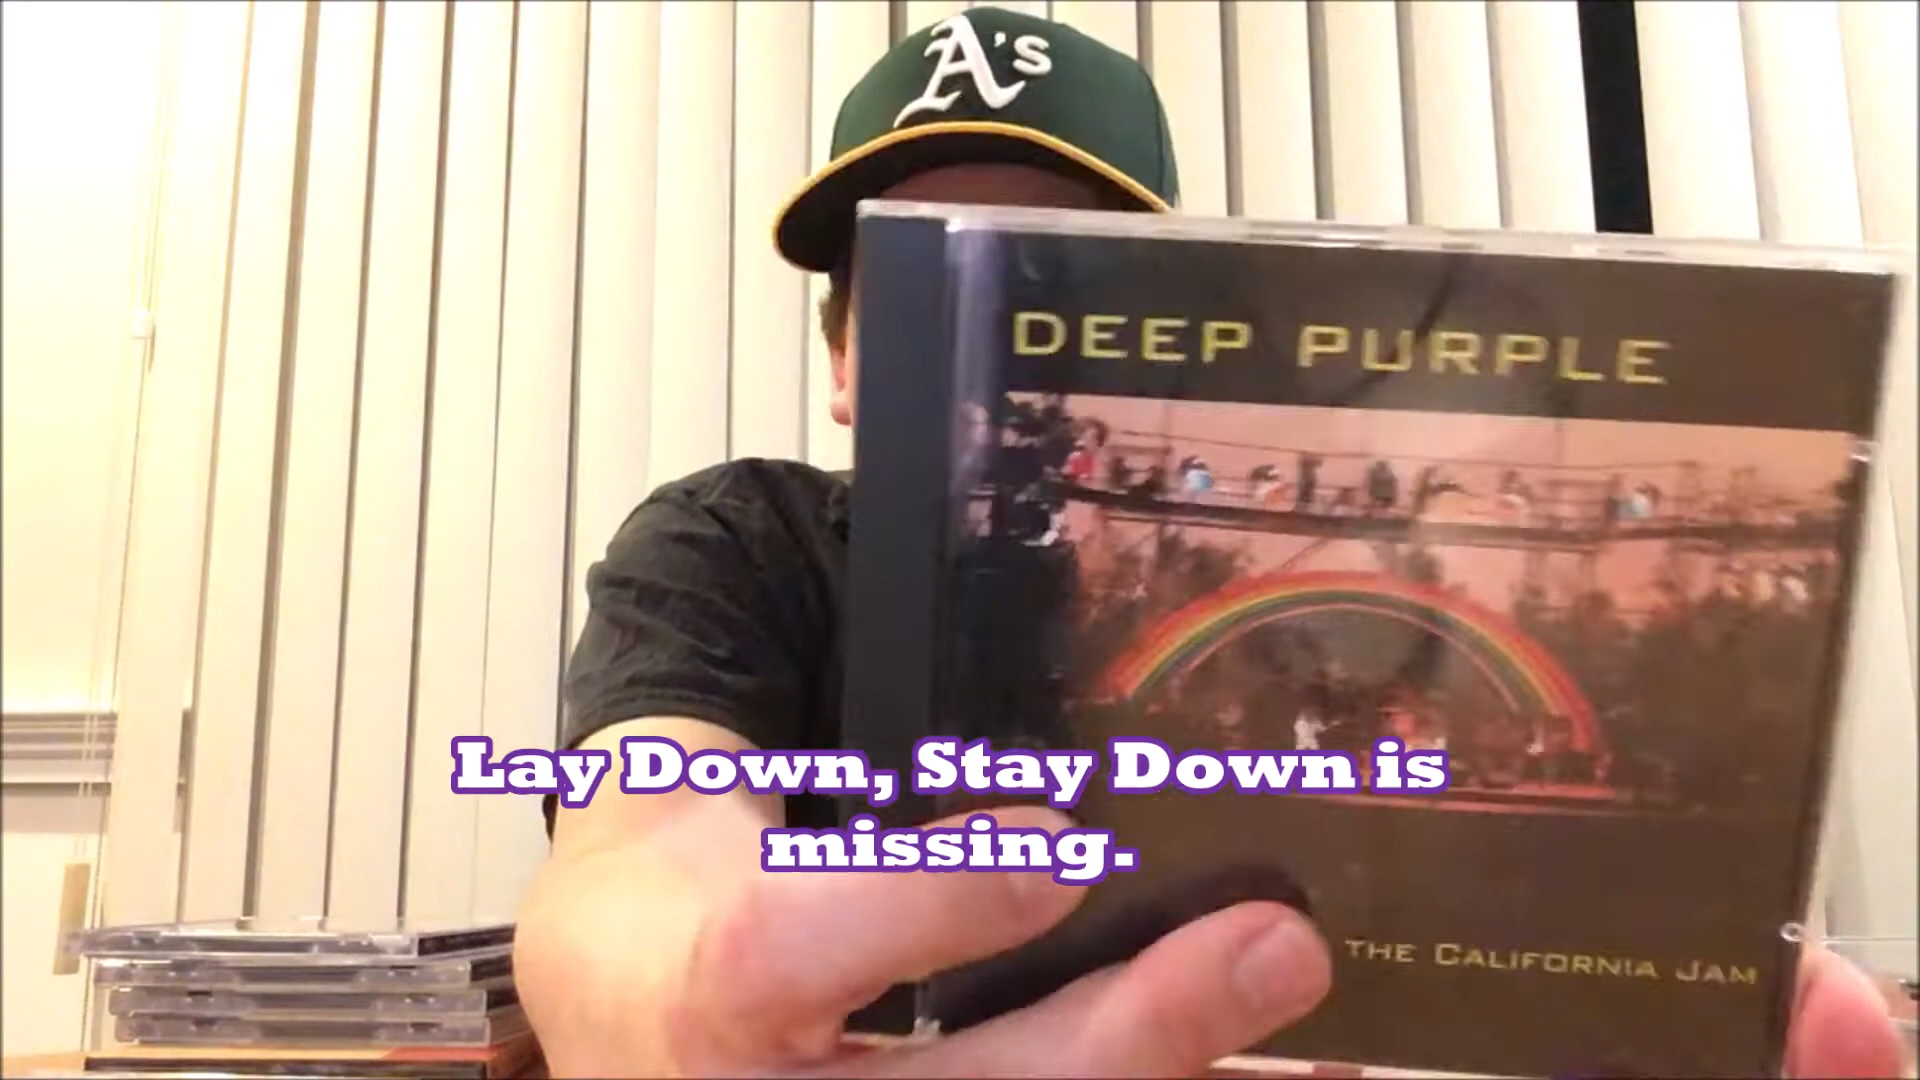 A's
DEEP PURPLE
Lay Down, Stay Down is
missing.
THE CALIFORNIA JAM